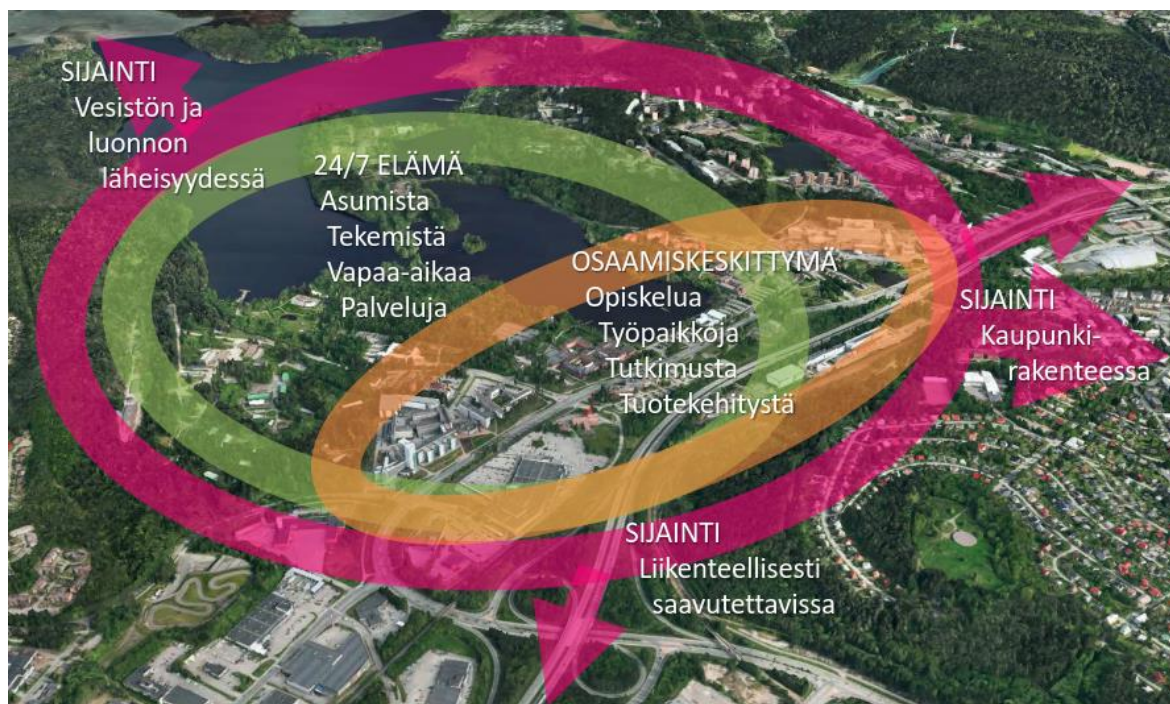 SIJAINTI
Vesistön ja
luonnon
läheisyydessä
24/7 ELÄMÄ
Asumista
Tekemistä
Vapaa-aikaa
Palveluja
OSAAMISKESKITTYMÄ
Opiskelua
Työpaikkoja
Tutkimusta
Tuotekehitystä
SIJAINTI
Kaupunki-
rakenteessa
SIJAINTI
Liikenteellisesti
saavutettavissa